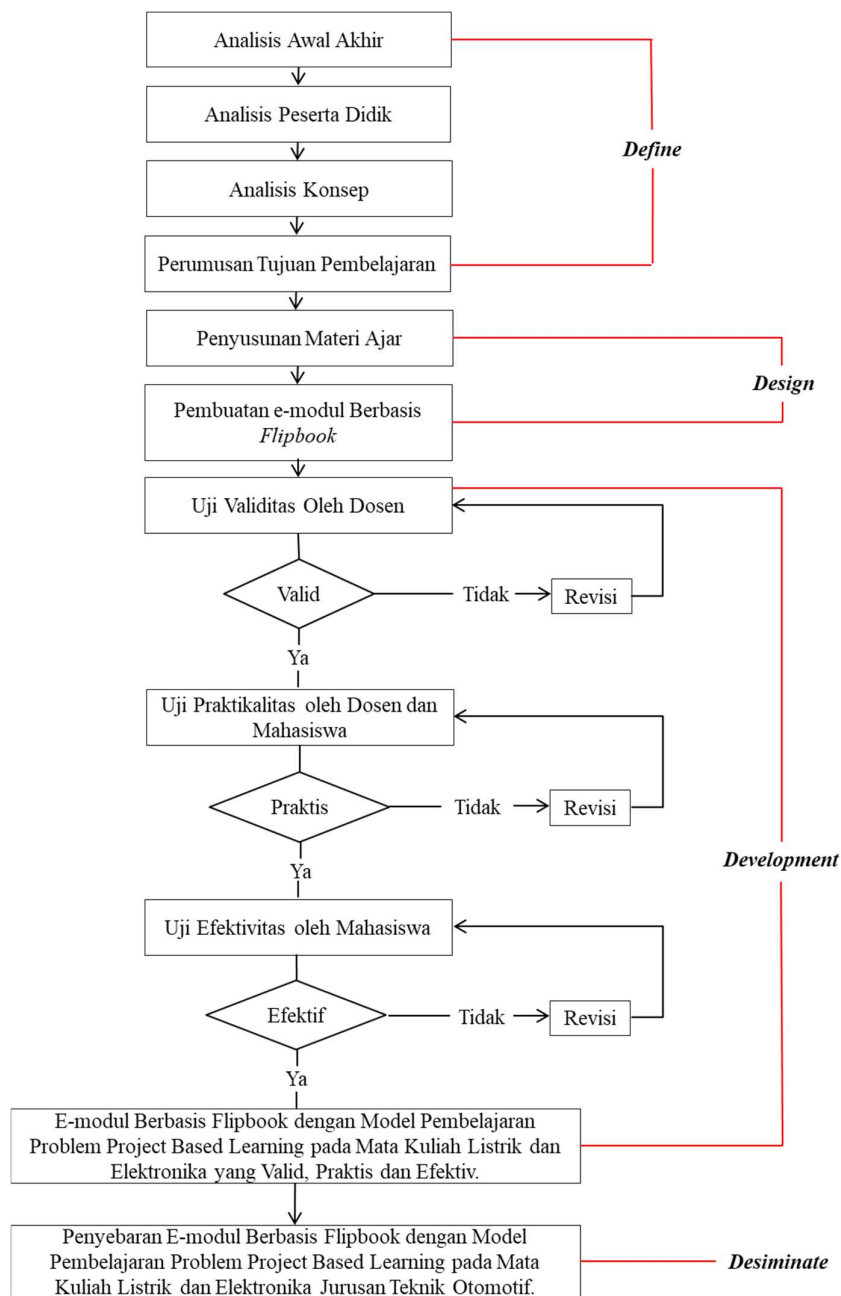 Analisis Awal Akhir
Analisis Peserta Didik
Define
Analisis Konsep
Perumusan Tujuan Pembelajaran
Penyusunan Materi Ajar
Design
Pembuatan e-modul Berbasis
Flipbook
Uji Validitas Oleh Dosen
Valid
Tidak
Revisi
Ya
Uji Praktikalitas oleh Dosen dan
Mahasiswa
Praktis
Tidak
Revisi
Development
Ya
Uji Efektivitas oleh Mahasiswa
Efektif
Tidak
Revisi
Ya
E-modul Berbasis Flipbook dengan Model Pembelajaran
Problem Project Based Learning pada Mata Kuliah Listrik dan
Elektronika yang Valid, Praktis dan Efektiv.
Penyebaran E-modul Berbasis Flipbook dengan Model
Pembelajaran Problem Project Based Learning pada Mata
Kuliah Listrik dan Elektronika Jurusan Teknik Otomotif.
Desiminate